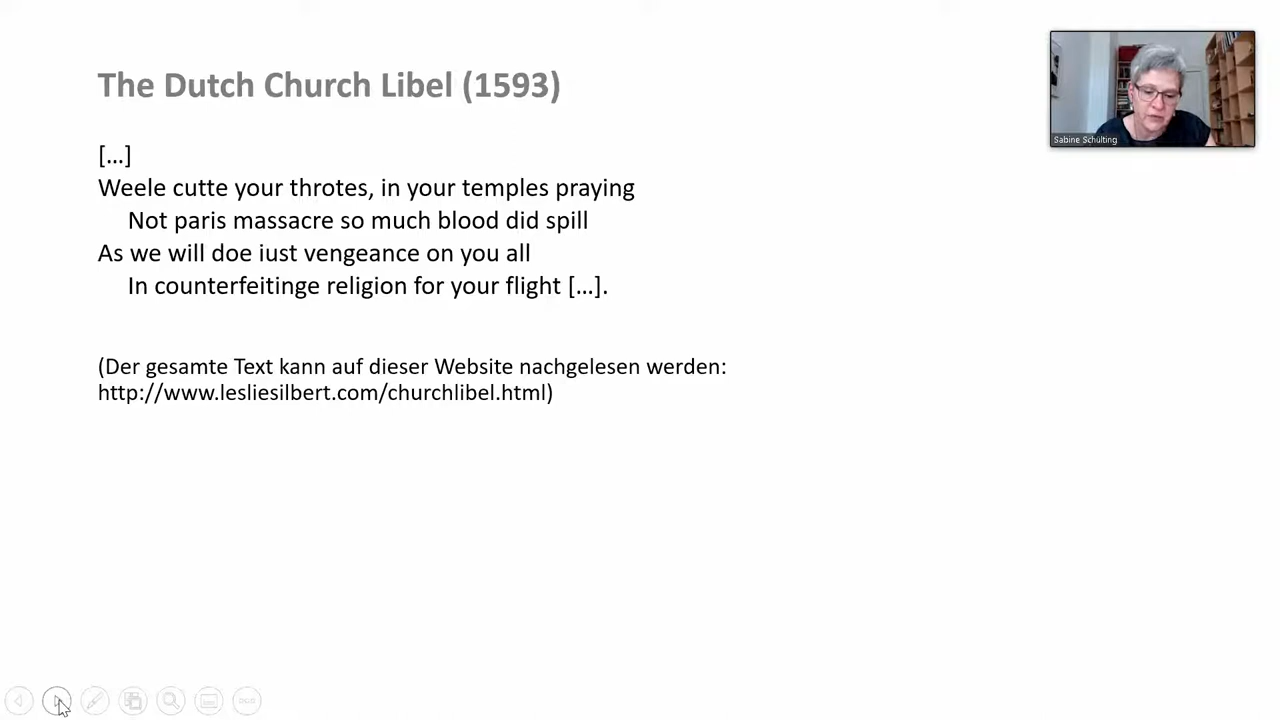 The Dutch Church Libel (1593)
[…]
Weele cutte your throtes, in your temples praying
Not paris massacre so much blood did spill
As we will doe iust vengeance on you all
In counterfeitinge religion for your flight […].
(Der gesamte Text kann auf dieser Website nachgelesen werden:
http://www.lesliesilbert.com/churchlibel.html)
Sabine Schülting